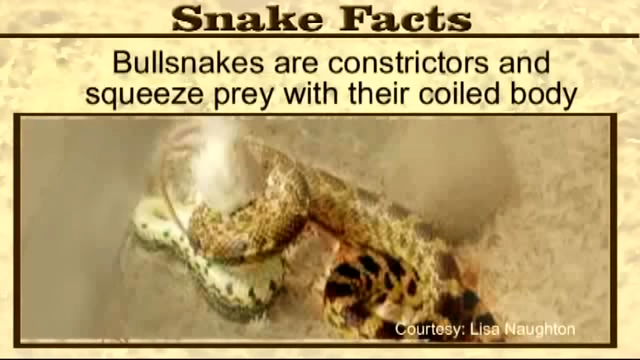 Snake Facts
Bullsnakes are constrictors and
squeeze prey with their coiled body
Courtesy: Lisa Naughton